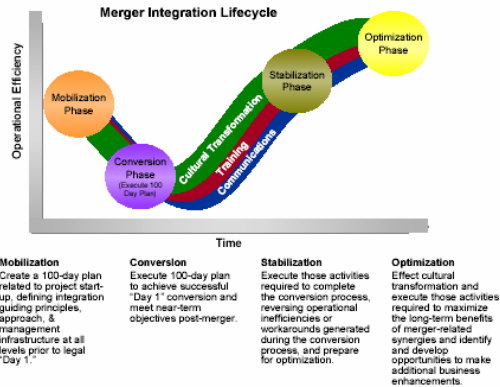 Merger Integration Lifecycle
Operational Efficiency
Mobilization
Phase
Conversion
Phase
(Execute 100
Day Plan)
Cultural Transformation
Training
Communications
Stabilization
Phase
Optimization
Phase
Time
Mobilization
Create a 100-day plan
related to project start-
up, defining integration
guiding principles,
approach, &
management
infrastructure at all
levels prior to legal
"Day 1."
Conversion
Execute 100-day plan
to achieve successful
"Day 1" conversion and
meet near-term
objectives post-merger.
Stabilization
Execute those activities
required to complete
the conversion process,
reversing operational
inefficiencies or
workarounds generated
during the conversion
process, and prepare
for optimization.
Optimization
Effect cultural
transformation and
execute those activities
required to maximize
the long-term benefits
of merger-related
synergies and identify
and develop
opportunities to make
additional business
enhancements.